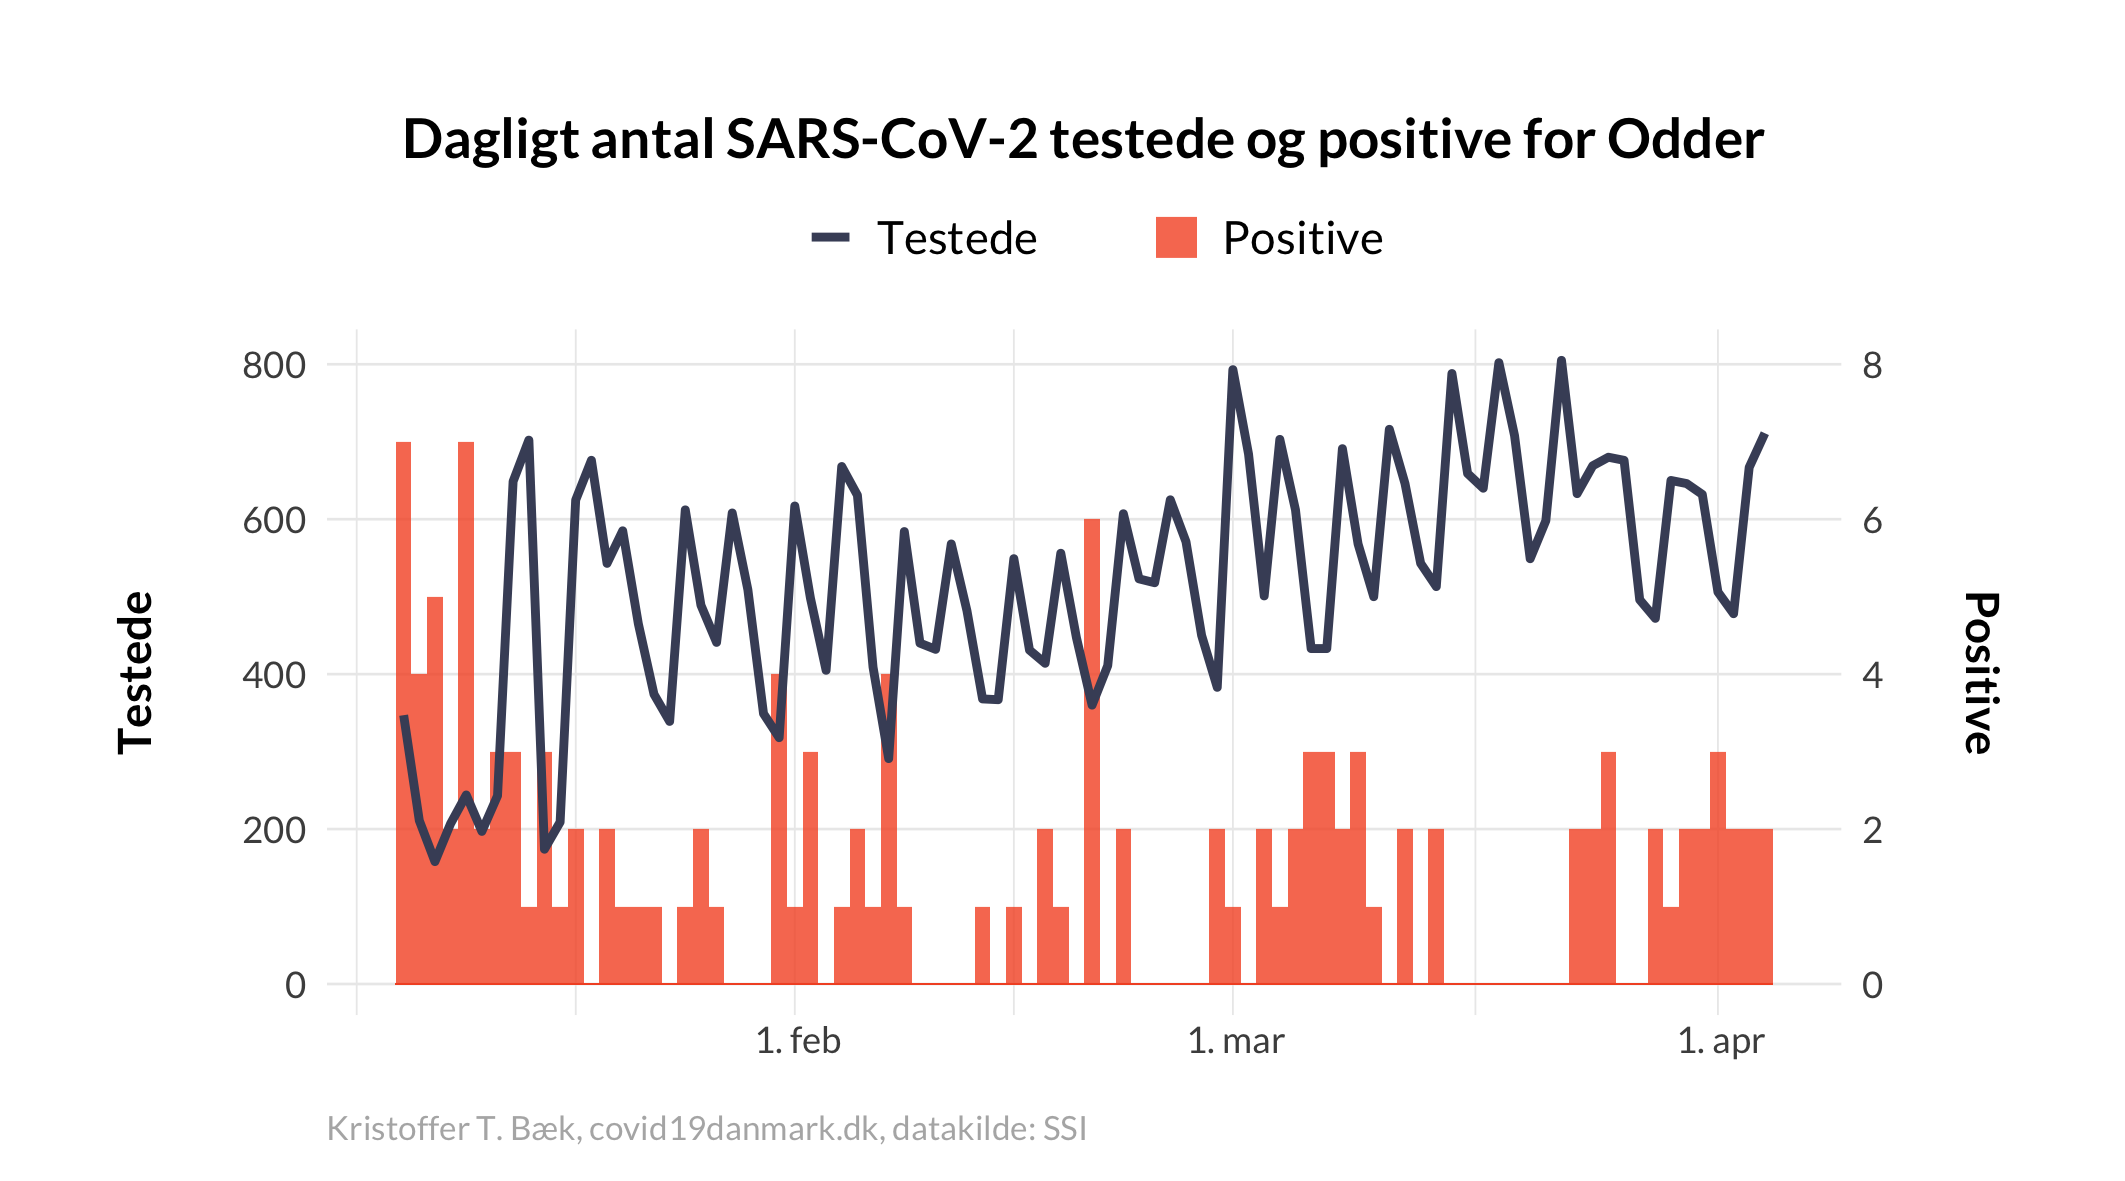 Dagligt antal SARS-CoV-2 testede og positive for Odder
Testede Positive
800 8
600 6
400 4
200 2
0 0
Testede
Positive
1. feb 1. mar 1. apr
Kristoffer T. Bæk, covid19danmark.dk, datakilde: SSI